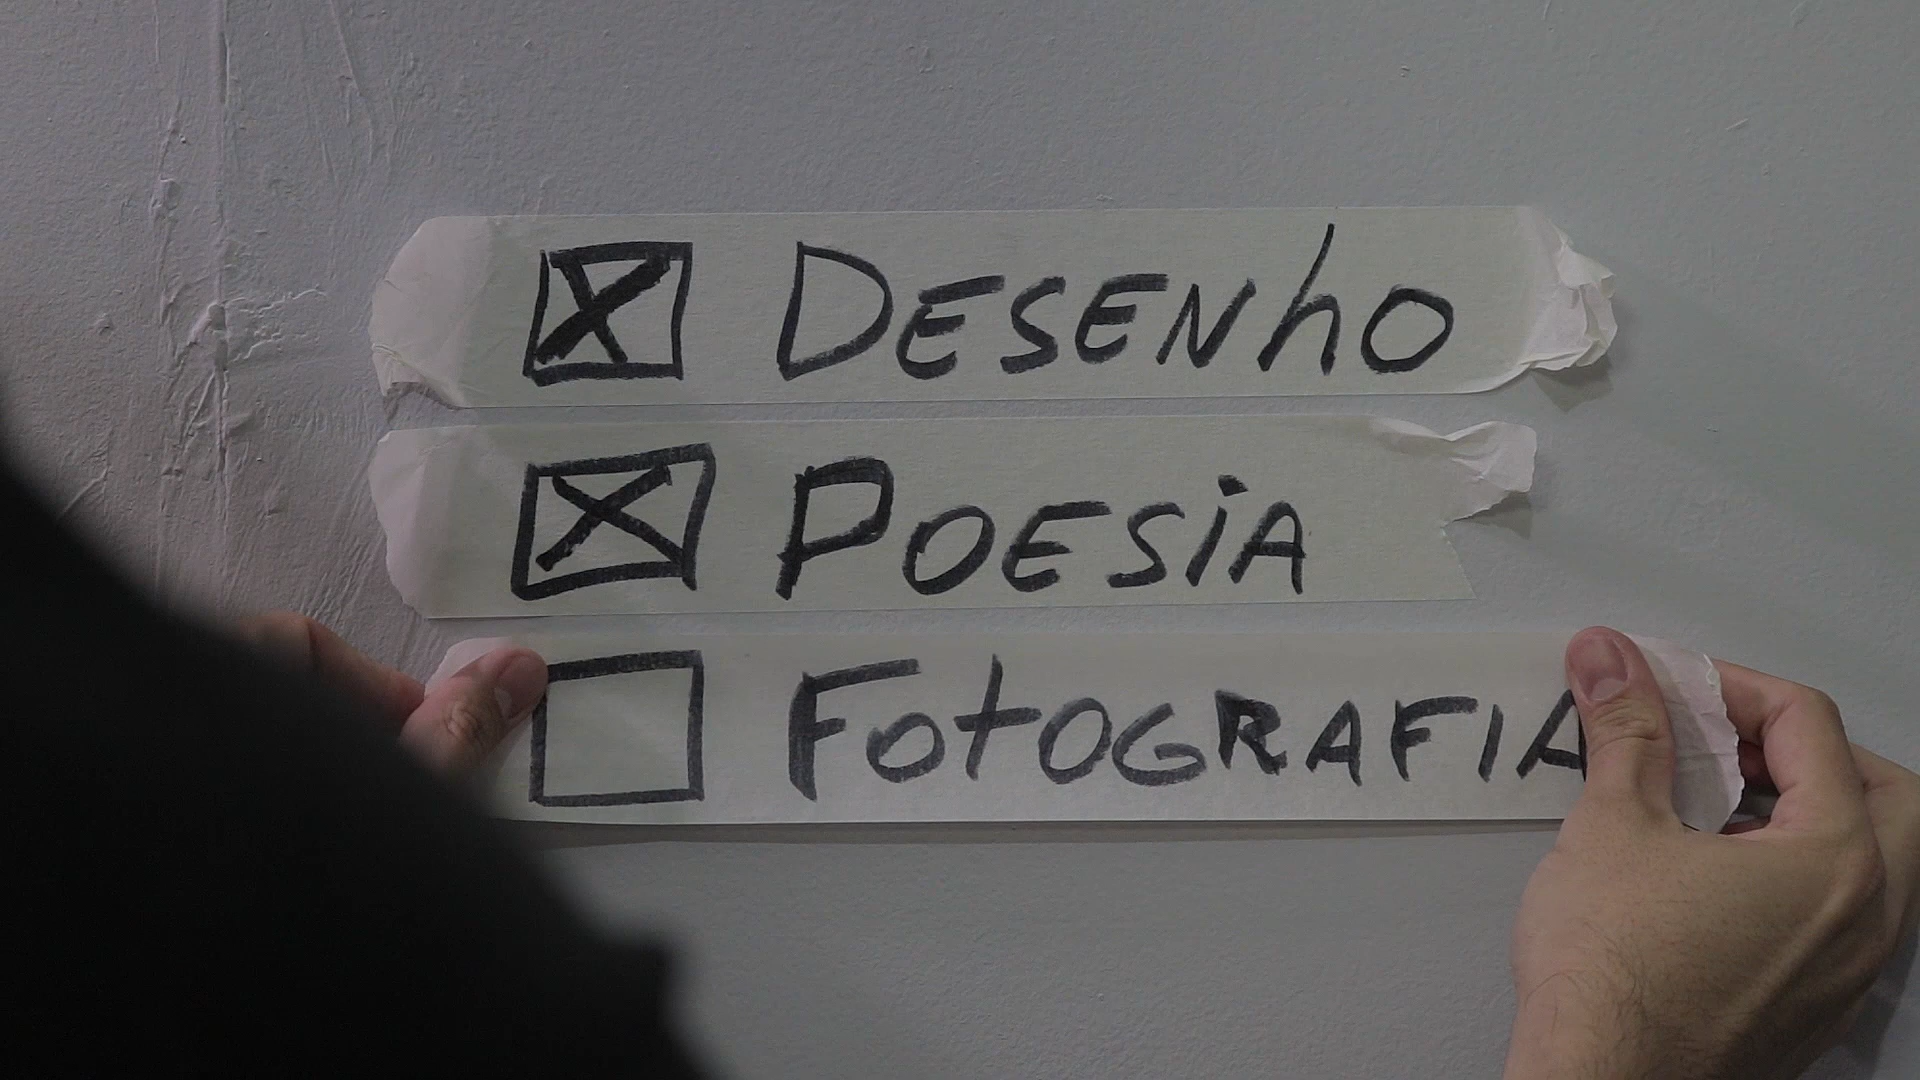 ☒ DESENhO
☒ POESiA
☐ FOtOGRAFIA